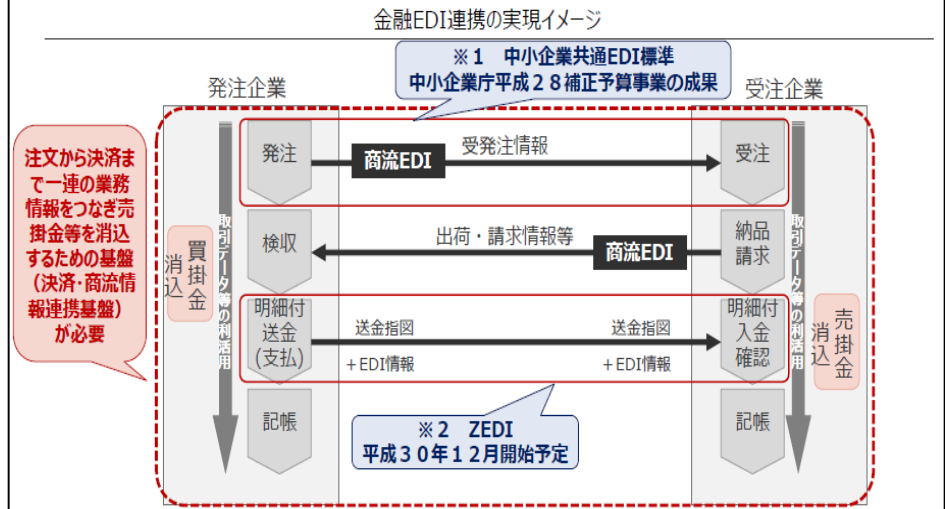 金融EDI連携の実現イメージ
※1 中小企業共通EDI標準
中小企業庁平成28補正予算事業の成果
発注企業
受注企業
注文から決済ま
で一連の業務
情報をつなぎ売
掛金等を消込
するための基盤
（決済・商流情
報連携基盤）
が必要
発注
商流EDI
受発注情報
受注
検収
出荷・請求情報等
商流EDI
納品
請求
買掛金
消込
取引データ等の利活用
明細付
送金
(支払)
送金指図
+EDI情報
送金指図
+EDI情報
明細付
入金
確認
取引データ等の利活用
売掛金
消込
記帳
※2 ZEDI
平成30年12月開始予定
記帳